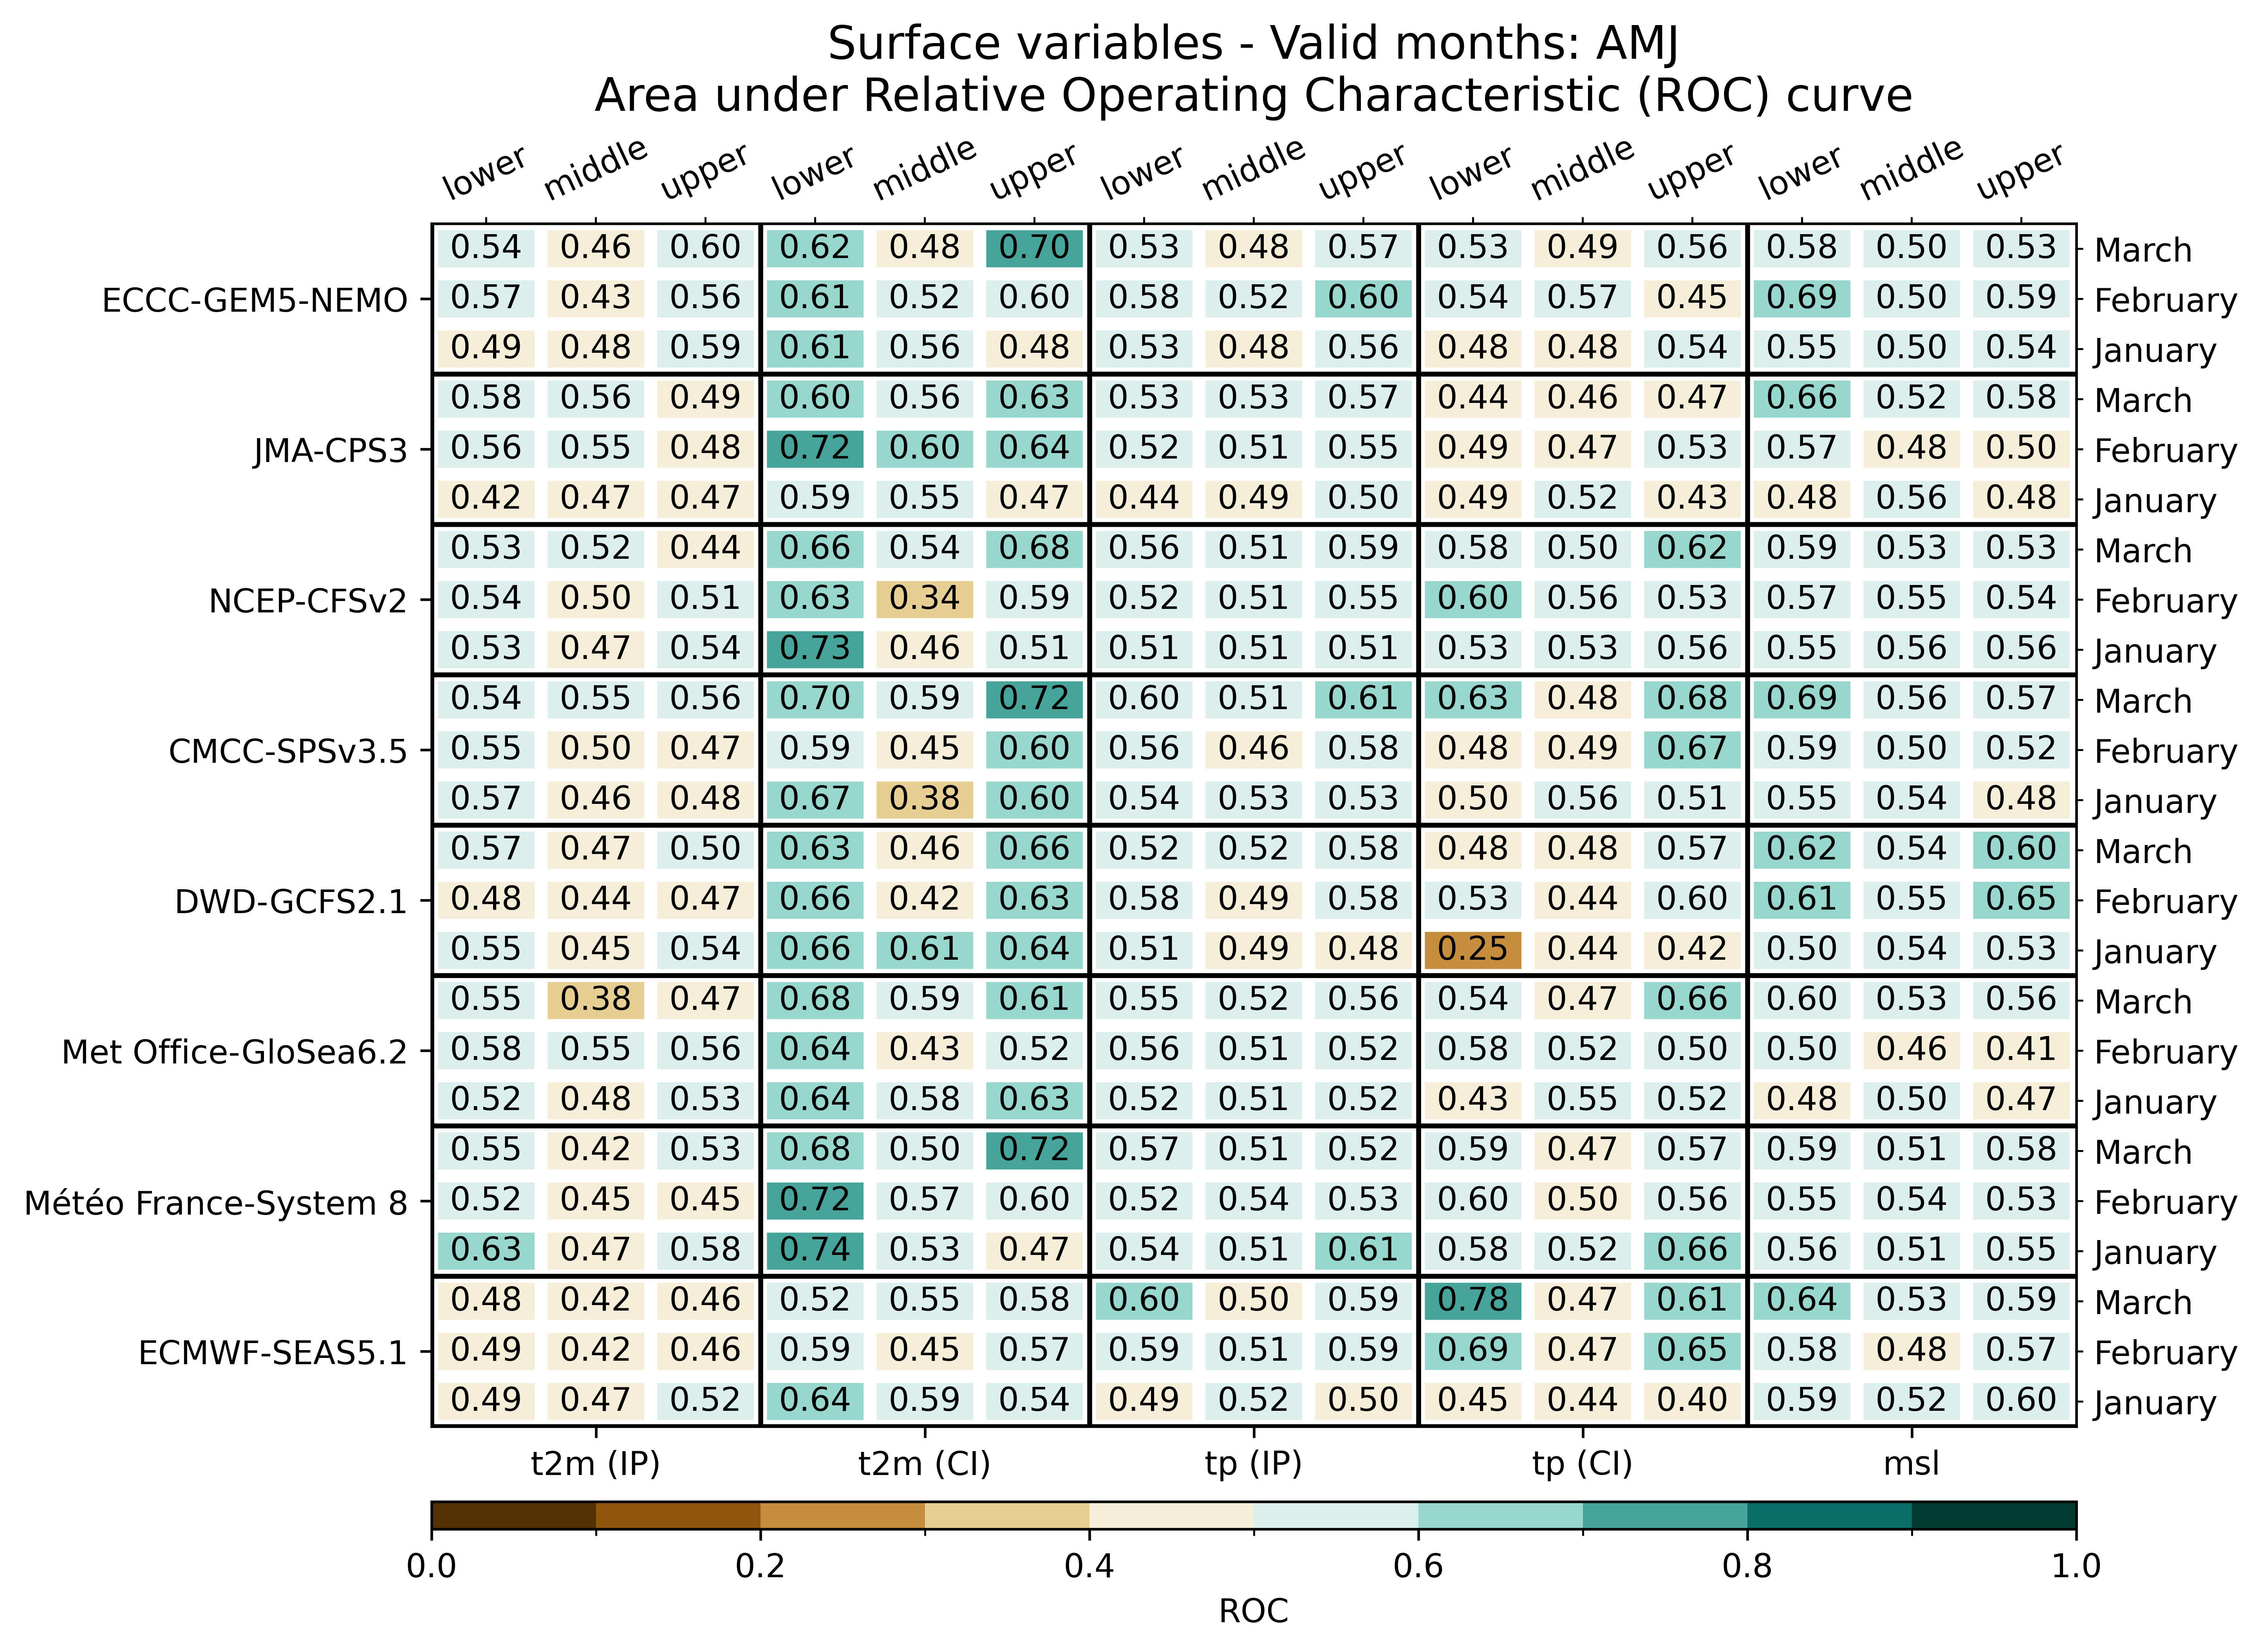 Surface variables - Valid months: AMJ
Area under Relative Operating Characteristic (ROC) curve
lower middle upper lower middle upper lower middle upper lower middle upper lower middle upper
0.54 0.46 0.60 0.62 0.48 0.70 0.53 0.48 0.57 0.53 0.49 0.56 0.58 0.50 0.53 March
ECCC-GEM5-NEMO 0.57 0.43 0.56 0.61 0.52 0.60 0.58 0.52 0.60 0.54 0.57 0.45 0.69 0.50 0.59 February
0.49 0.48 0.59 0.61 0.56 0.48 0.53 0.48 0.56 0.48 0.48 0.54 0.55 0.50 0.54 January
0.58 0.56 0.49 0.60 0.56 0.63 0.53 0.53 0.57 0.44 0.46 0.47 0.66 0.52 0.58 March
JMA-CPS3 0.56 0.55 0.48 0.72 0.60 0.64 0.52 0.51 0.55 0.49 0.47 0.53 0.57 0.48 0.50 February
0.42 0.47 0.47 0.59 0.55 0.47 0.44 0.49 0.50 0.49 0.52 0.43 0.48 0.56 0.48 January
0.53 0.52 0.44 0.66 0.54 0.68 0.56 0.51 0.59 0.58 0.50 0.62 0.59 0.53 0.53 March
NCEP-CFSv2 0.54 0.50 0.51 0.63 0.34 0.59 0.52 0.51 0.55 0.60 0.56 0.53 0.57 0.55 0.54 February
0.53 0.47 0.54 0.73 0.46 0.51 0.51 0.51 0.51 0.53 0.53 0.56 0.55 0.56 0.56 January
0.54 0.55 0.56 0.70 0.59 0.72 0.60 0.51 0.61 0.63 0.48 0.68 0.69 0.56 0.57 March
CMCC-SPSv3.5 0.55 0.50 0.47 0.59 0.45 0.60 0.56 0.46 0.58 0.48 0.49 0.67 0.59 0.50 0.52 February
0.57 0.46 0.48 0.67 0.38 0.60 0.54 0.53 0.53 0.50 0.56 0.51 0.55 0.54 0.48 January
0.57 0.47 0.50 0.63 0.46 0.66 0.52 0.52 0.58 0.48 0.48 0.57 0.62 0.54 0.60 March
DWD-GCFS2.1 0.48 0.44 0.47 0.66 0.42 0.63 0.58 0.49 0.58 0.53 0.44 0.60 0.61 0.55 0.65 February
0.55 0.45 0.54 0.66 0.61 0.64 0.51 0.49 0.48 0.25 0.44 0.42 0.50 0.54 0.53 January
0.55 0.38 0.47 0.68 0.59 0.61 0.55 0.52 0.56 0.54 0.47 0.66 0.60 0.53 0.56 March
Met Office-GloSea6.2 0.58 0.55 0.56 0.64 0.43 0.52 0.56 0.51 0.52 0.58 0.52 0.50 0.50 0.46 0.41 February
0.52 0.48 0.53 0.64 0.58 0.63 0.52 0.51 0.52 0.43 0.55 0.52 0.48 0.50 0.47 January
0.55 0.42 0.53 0.68 0.50 0.72 0.57 0.51 0.52 0.59 0.47 0.57 0.59 0.51 0.58 March
Météo France-System 8 0.52 0.45 0.45 0.72 0.57 0.60 0.52 0.54 0.53 0.60 0.50 0.56 0.55 0.54 0.53 February
0.63 0.47 0.58 0.74 0.53 0.47 0.54 0.51 0.61 0.58 0.52 0.66 0.56 0.51 0.55 January
0.48 0.42 0.46 0.52 0.55 0.58 0.60 0.50 0.59 0.78 0.47 0.61 0.64 0.53 0.59 March
ECMWF-SEAS5.1 0.49 0.42 0.46 0.59 0.45 0.57 0.59 0.51 0.59 0.69 0.47 0.65 0.58 0.48 0.57 February
0.49 0.47 0.52 0.64 0.59 0.54 0.49 0.52 0.50 0.45 0.44 0.40 0.59 0.52 0.60 January
t2m (IP) t2m (CI) tp (IP) tp (CI) msl
0.0 0.2 0.4 0.6 0.8 1.0
ROC